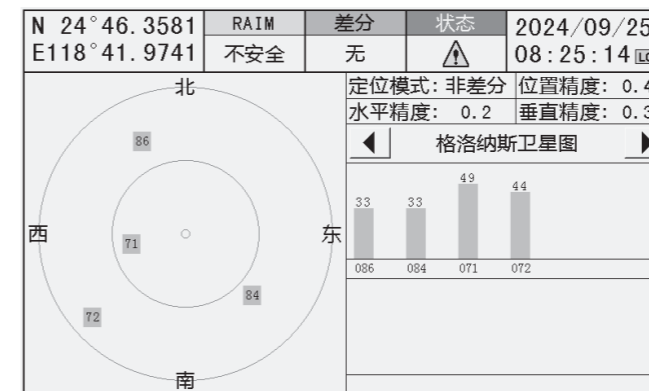 N 24°46.3581 RAIM 差分 状态 2024/09/25
E118°41.9741 不安全 无 08:25:14
定位模式：非差分 位置精度： 0.4
水平精度： 0.2 垂直精度： 0.3
格洛纳斯卫星图
北
86
西
71
东
84
72
南
33 33 49 44
086 084 071 072